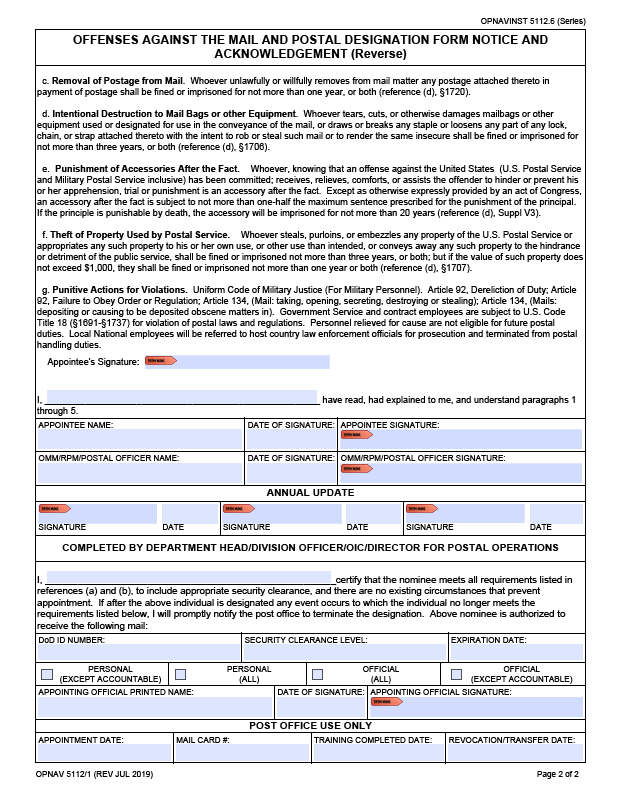 OPNAVINST 5112.6 (Series)
OFFENSES AGAINST THE MAIL AND POSTAL DESIGNATION FORM NOTICE AND
ACKNOWLEDGEMENT (Reverse)
c. Removal of Postage from Mail. Whoever unlawfully or willfully removes from mail matter any postage attached thereto in
payment of postage shall be fined or imprisoned for not more than one year, or both (reference (d), §1720).
d. Intentional Destruction to Mail Bags or other Equipment. Whoever tears, cuts, or otherwise damages mailbags or other
equipment used or designated for use in the conveyance of the mail, or draws or breaks any staple or loosens any part of any lock,
chain, or strap attached thereto with the intent to rob or steal such mail or to render the same insecure shall be fined or imprisoned for
not more than three years, or both (reference (d), §1706).
e. Punishment of Accessories After the Fact. Whoever, knowing that an offense against the United States (U.S. Postal Service
and Military Postal Service inclusive) has been committed; receives, relieves, comforts, or assists the offender to hinder or prevent his
or her apprehension, trial or punishment is an accessory after the fact. Except as otherwise expressly provided by an act of Congress,
an accessory after the fact is subject to not more than one-half the maximum sentence prescribed for the punishment of the principal.
If the principle is punishable by death, the accessory will be imprisoned for not more than 20 years (reference (d), Suppl V3).
f. Theft of Property Used by Postal Service. Whoever steals, purloins, or embezzles any property of the U.S. Postal Service or
appropriates any such property to his or her own use, or other use than intended, or conveys away any such property to the hindrance
or detriment of the public service, shall be fined or imprisoned for not more than three years, or both; but if the value of such property does
not exceed $1,000, they shall be fined or imprisoned not more than one year or both (reference (d), §1707).
g. Punitive Actions for Violations. Uniform Code of Military Justice (For Military Personnel). Article 92, Dereliction of Duty; Article
92, Failure to Obey Order or Regulation; Article 134, (Mail: taking, opening, secreting, destroying or stealing); Article 134, (Mails:
depositing or causing to be deposited obscene matters in). Government Service and contract employees are subject to U.S. Code
Title 18 (§1691-§1737) for violation of postal laws and regulations. Personnel relieved for cause are not eligible for future postal
duties. Local National employees will be referred to host country law enforcement officials for prosecution and terminated from postal
handling duties.
Appointee's Signature:
I, have read, had explained to me, and understand paragraphs 1
through 5.
APPOINTEE NAME: DATE OF SIGNATURE: APPOINTEE SIGNATURE:
OMM/RPM/POSTAL OFFICER NAME: DATE OF SIGNATURE: OMM/RPM/POSTAL OFFICER SIGNATURE:
ANNUAL UPDATE
SIGNATURE DATE SIGNATURE DATE SIGNATURE DATE
COMPLETED BY DEPARTMENT HEAD/DIVISION OFFICER/OIC/DIRECTOR FOR POSTAL OPERATIONS
I, certify that the nominee meets all requirements listed in
references (a) and (b), to include appropriate security clearance, and there are no existing circumstances that prevent
appointment. If after the above individual is designated any event occurs to which the individual no longer meets the
requirements listed below, I will promptly notify the post office to terminate the designation. Above nominee is authorized to
receive the following mail:
DoD ID NUMBER: SECURITY CLEARANCE LEVEL: EXPIRATION DATE:
PERSONAL PERSONAL OFFICIAL OFFICIAL
(EXCEPT ACCOUNTABLE) (ALL) (ALL) (EXCEPT ACCOUNTABLE)
APPOINTING OFFICIAL PRINTED NAME: DATE OF SIGNATURE: APPOINTING OFFICIAL SIGNATURE:
POST OFFICE USE ONLY
APPOINTMENT DATE: MAIL CARD #: TRAINING COMPLETED DATE: REVOCATION/TRANSFER DATE:
OPNAV 5112/1 (REV JUL 2019) Page 2 of 2